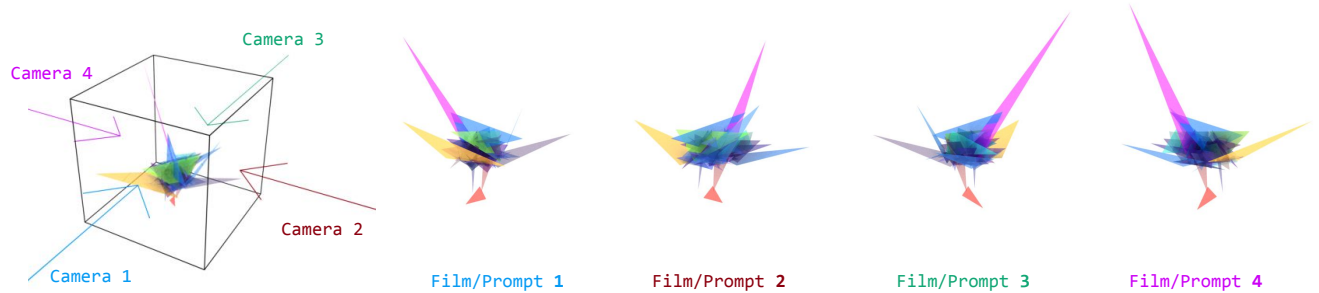 Camera 3
Camera 4
Camera 2
Camera 1
Film/Prompt 1
Film/Prompt 2
Film/Prompt 3
Film/Prompt 4